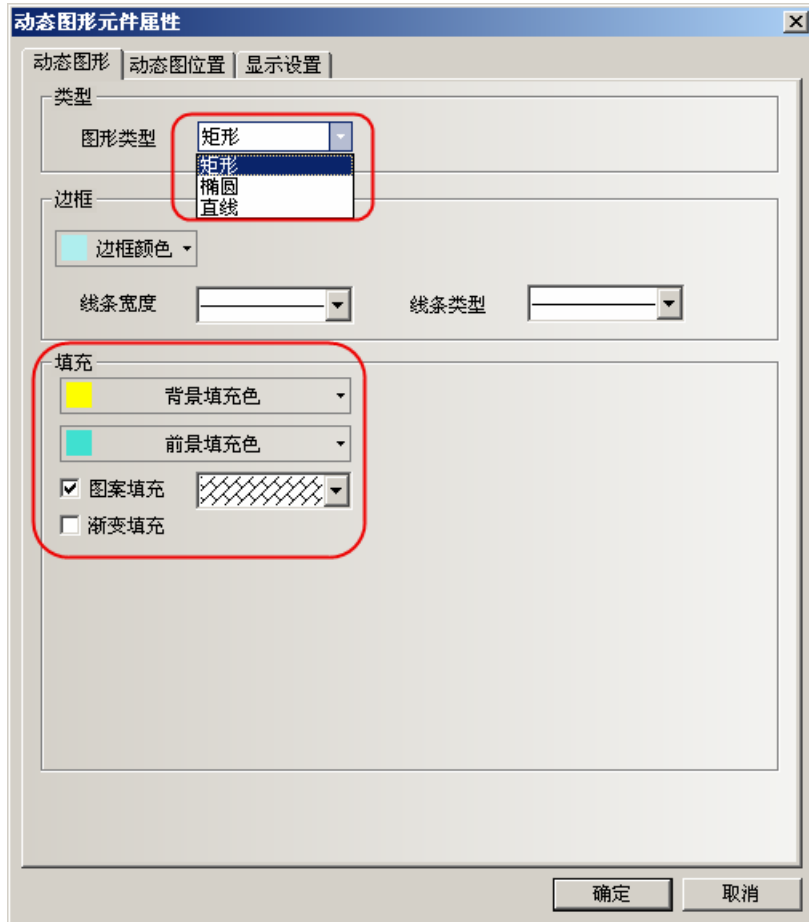 动态图形元件属性
动态图形 动态图位置 显示设置
类型
图形类型 矩形
矩形
椭圆
直线
边框
边框颜色
线条宽度 线条类型
填充
背景填充色
前景填充色
图案填充
渐变填充
确定 取消